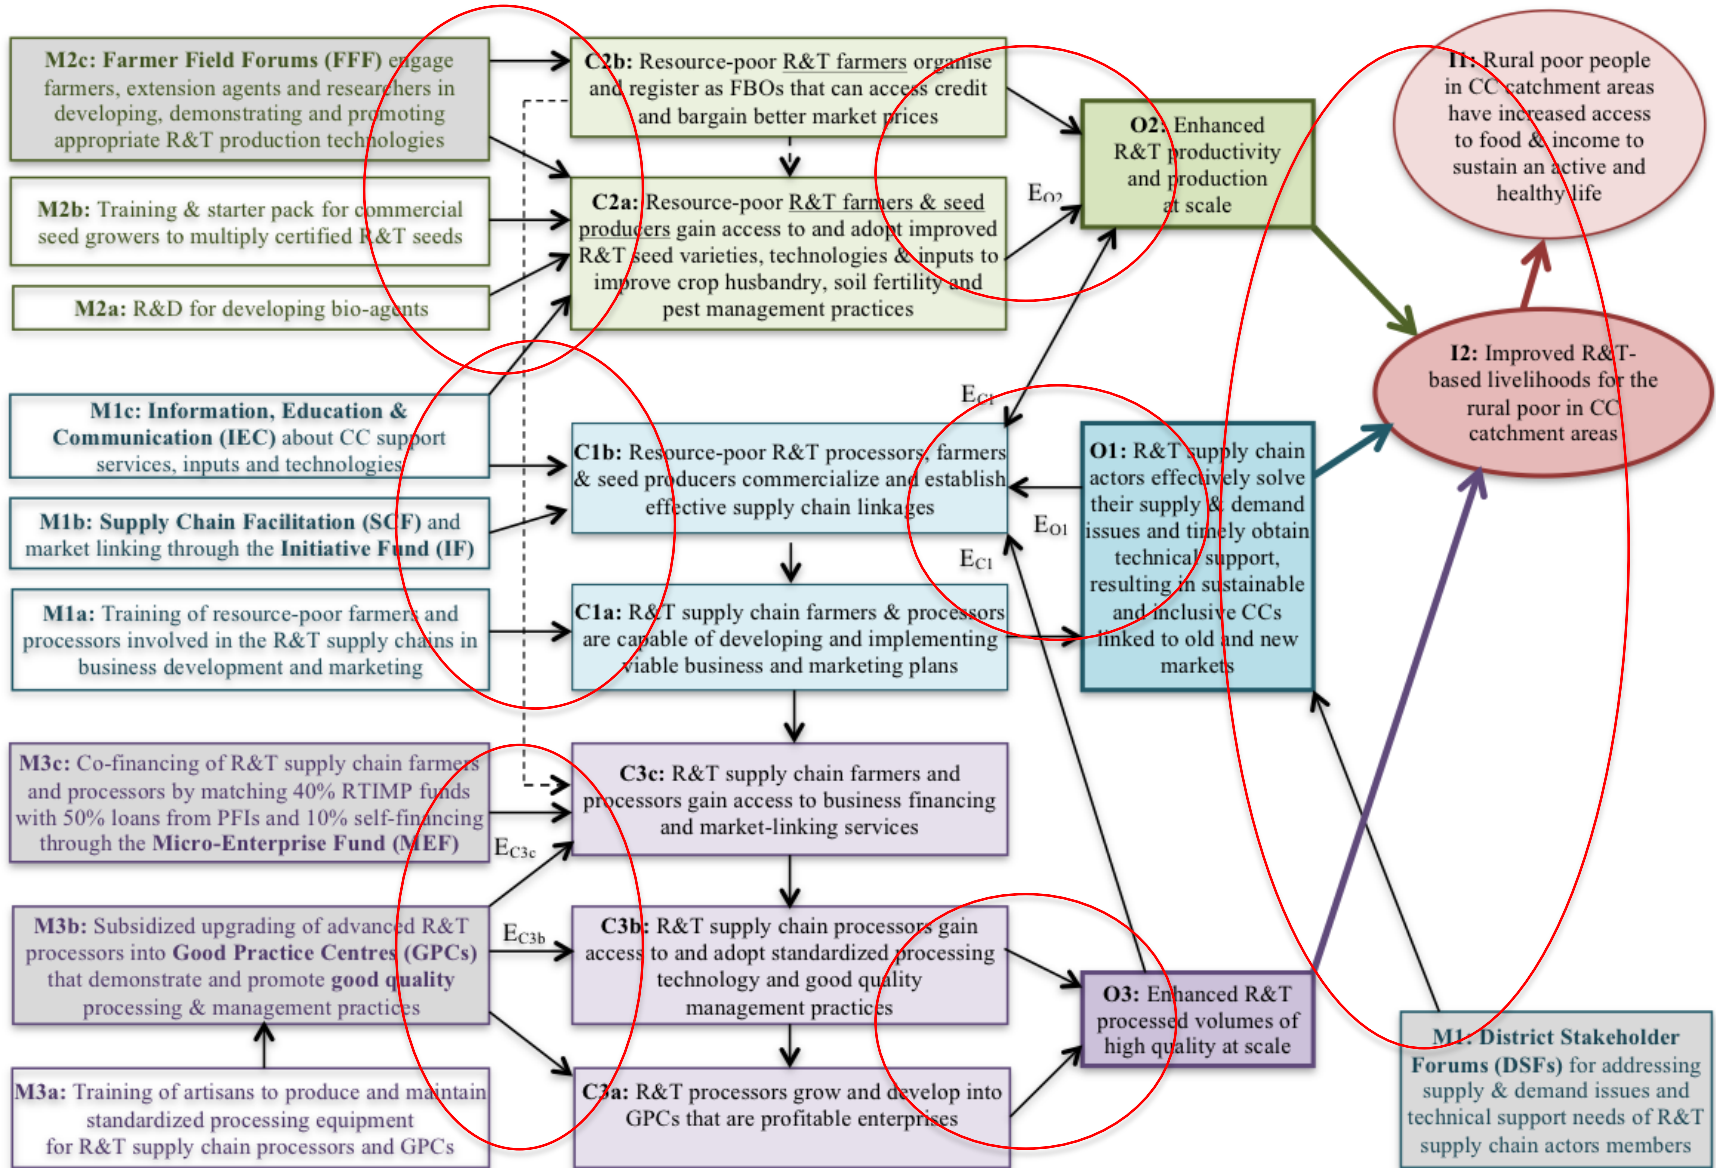 M2c: Farmer Field Forums (FFF) engage
farmers, extension agents and researchers in
developing, demonstrating and promoting
appropriate R&T production technologies
M2b: Training & starter pack for commercial
seed growers to multiply certified R&T seeds
M2a: R&D for developing bio-agents
M1c: Information, Education &
Communication (IEC) about CC support
services, inputs and technologies
M1b: Supply Chain Facilitation (SCF) and
market linking through the Initiative Fund (IF)
M1a: Training of resource-poor farmers and
processors involved in the R&T supply chains in
business development and marketing
M3c: Co-financing of R&T supply chain farmers
and processors by matching 40% RTIMP funds
with 50% loans from PFIs and 10% self-financing
through the Micro-Enterprise Fund (MEF)
M3b: Subsidized upgrading of advanced R&T
processors into Good Practice Centres (GPCs)
that demonstrate and promote good quality
processing & management practices
M3a: Training of artisans to produce and maintain
standardized processing equipment
for R&T supply chain processors and GPCs
EC3c
EC3b
C2b: Resource-poor R&T farmers organise
and register as FBOs that can access credit
and bargain better market prices
C2a: Resource-poor R&T farmers & seed
producers gain access to and adopt improved
R&T seed varieties, technologies & inputs to
improve crop husbandry, soil fertility and
pest management practices
C1b: Resource-poor R&T processors, farmers
& seed producers commercialize and establish
effective supply chain linkages
C1a: R&T supply chain farmers & processors
are capable of developing and implementing
viable business and marketing plans
C3c: R&T supply chain farmers and
processors gain access to business financing
and market-linking services
C3b: R&T supply chain processors gain
access to and adopt standardized processing
technology and good quality
management practices
C3a: R&T processors grow and develop into
GPCs that are profitable enterprises
EO2
EC1
EO1
EC1
O2: Enhanced
R&T productivity
and production
at scale
O1: R&T supply chain
actors effectively solve
their supply & demand
issues and timely obtain
technical support,
resulting in sustainable
and inclusive CCs
linked to old and new
markets
O3: Enhanced R&T
processed volumes of
high quality at scale
I1: Rural poor people
in CC catchment areas
have increased access
to food & income to
sustain an active and
healthy life
I2: Improved R&T-
based livelihoods for the
rural poor in CC
catchment areas
M1: District Stakeholder
Forums (DSFs) for addressing
supply & demand issues and
technical support needs of R&T
supply chain actors members